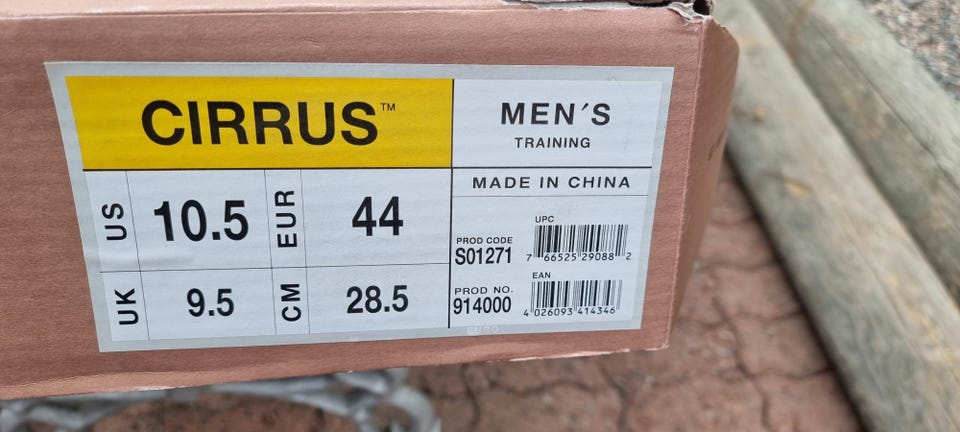 CIRRUS™
MEN'S
TRAINING
MADE IN CHINA
US 10.5 EUR 44
UK 9.5 CM 28.5
UPC
PROD CODE
S01271
7 66525 29088 2
EAN
PROD NO.
914000
4 026093 414346
EURO